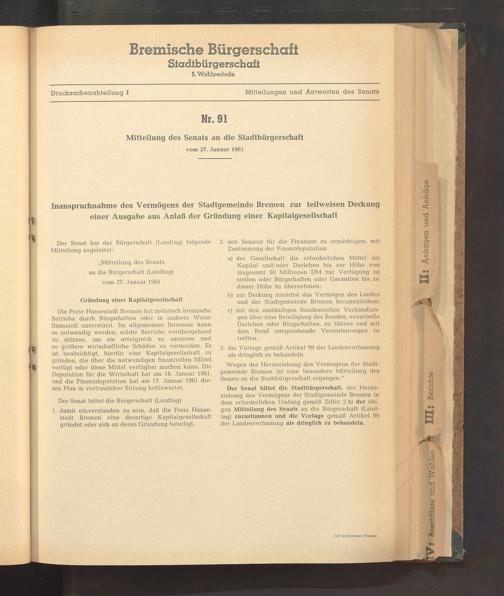 Bremische Bürgerschaft
Stadtbürgerschaft
5. Wahlperiode
Drucksachenabteilung I
Mitteilungen und Antworten des Senats
Nr. 91
Mitteilung des Senats an die Stadtbürgerschaft
vom 27. Januar 1961
Inanspruchnahme des Vermögens der Stadtgemeinde Bremen zur teilweisen Deckung
einer Ausgabe aus Anlaß der Gründung einer Kapitalgesellschaft
Der Senat hat der Bürgerschaft (Landtag) folgende
Mitteilung zugeleitet:
„Mitteilung des Senats
an die Bürgerschaft (Landtag)
vom 27. Januar 1961
Gründung einer Kapitalgesellschaft
Die Freie Hansestadt Bremen hat mehrfach bremische
Betriebe durch Bürgschaften oder in anderer Weise
finanziell unterstützt. Im allgemeinen Interesse kann
es notwendig werden, solche Betriebe vorübergehend
zu stützen, um sie erfolgreich zu sanieren und
so größere wirtschaftliche Schäden zu vermeiden. Es
ist beabsichtigt, hierfür eine Kapitalgesellschaft zu
gründen, die über die notwendigen finanziellen Mittel
verfügt oder diese Mittel verfügbar machen kann. Die
Deputation für die Wirtschaft hat am 16. Januar 1961,
und die Finanzdeputation hat am 17. Januar 1961 die-
sen Plan in vertraulicher Sitzung befürwortet.
Der Senat bittet die Bürgerschaft (Landtag)
1. damit einverstanden zu sein, daß die Freie Hanse-
stadt Bremen eine derartige Kapitalgesellschaft
gründet oder sich an deren Gründung beteiligt,
2. den Senator für die Finanzen zu ermächtigen, mit
Zustimmung der Finanzdeputation
a) der Gesellschaft die erforderlichen Mittel als
Kapital und/oder Darlehen bis zur Höhe von
insgesamt 50 Millionen DM zur Verfügung zu
stellen oder Bürgschaften oder Garantien bis zu
dieser Höhe zu übernehmen;
b) zur Deckung zunächst das Vermögen des Landes
und der Stadtgemeinde Bremen heranzuziehen;
c) mit den zuständigen Bundesstellen Verhandlun-
gen über eine Beteiligung des Bundes, eventuelle
Darlehen oder Bürgschaften, zu führen und mit
dem Bund entsprechende Vereinbarungen zu
treffen;
3. die Vorlage gemäß Artikel 99 der Landesverfassung
als dringlich zu behandeln.
Wegen der Heranziehung des Vermögens der Stadt-
gemeinde Bremen ist eine besondere Mitteilung des
Senats an die Stadtbürgerschaft ergangen."
Der Senat bittet die Stadtbürgerschaft, der Heran-
ziehung des Vermögens der Stadtgemeinde Bremen in
dem erforderlichen Umfang gemäß Ziffer 2 b) der obi-
gen Mitteilung des Senats an die Bürgerschaft (Land-
tag) zuzustimmen und die Vorlage gemäß Artikel 99
der Landesverfassung als dringlich zu behandeln.
Carl Schünemann Bremen
II: Anfragen und Anträge
III: Berichte
IV: Beschlüsse und Wahlen